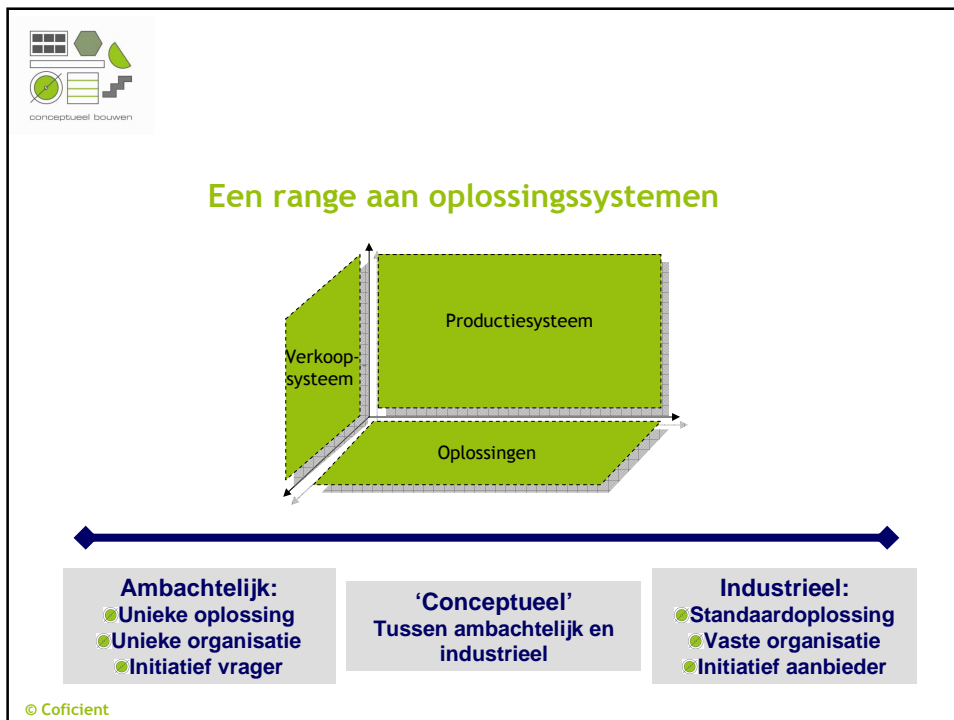 conceptueel bouwen
Een range aan oplossingssystemen
Productiesysteem
Verkoop-
systeem
Oplossingen
Ambachtelijk:
Unieke oplossing
Unieke organisatie
Initiatief vrager
‘Conceptueel’
Tussen ambachtelijk en
industrieel
Industrieel:
Standaardoplossing
Vaste organisatie
Initiatief aanbieder
© Coficient